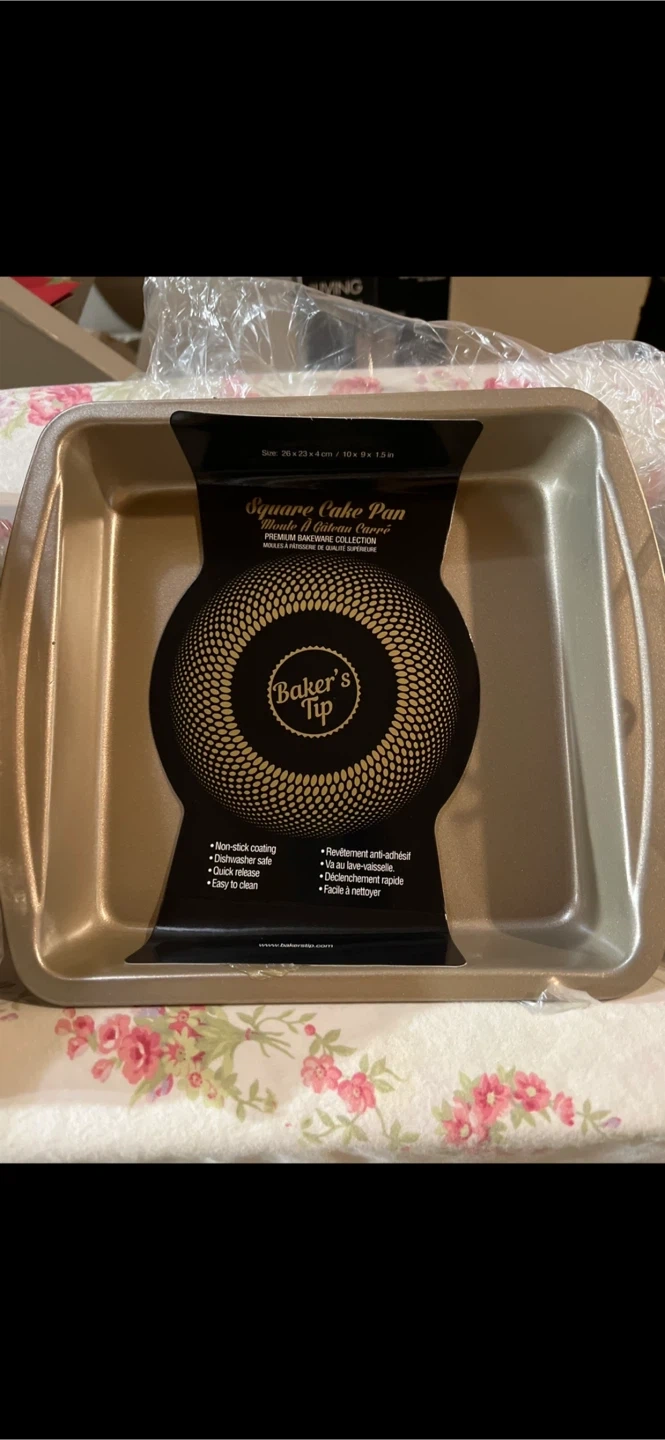 Size: 26 x 23 x 4 cm / 10 x 9 x 1.5 in
Square Cake Pan
Moule À Gâteau Carré
PREMIUM BAKEWARE COLLECTION
MOULES À PÂTISSERIE DE QUALITÉ SUPÉRIEURE
Baker's
Tip
• Non-stick coating
• Dishwasher safe
• Quick release
• Easy to clean
• Revêtement anti-adhésif
• Va au lave-vaisselle.
• Déclenchement rapide
• Facile à nettoyer
www.bakerstip.com